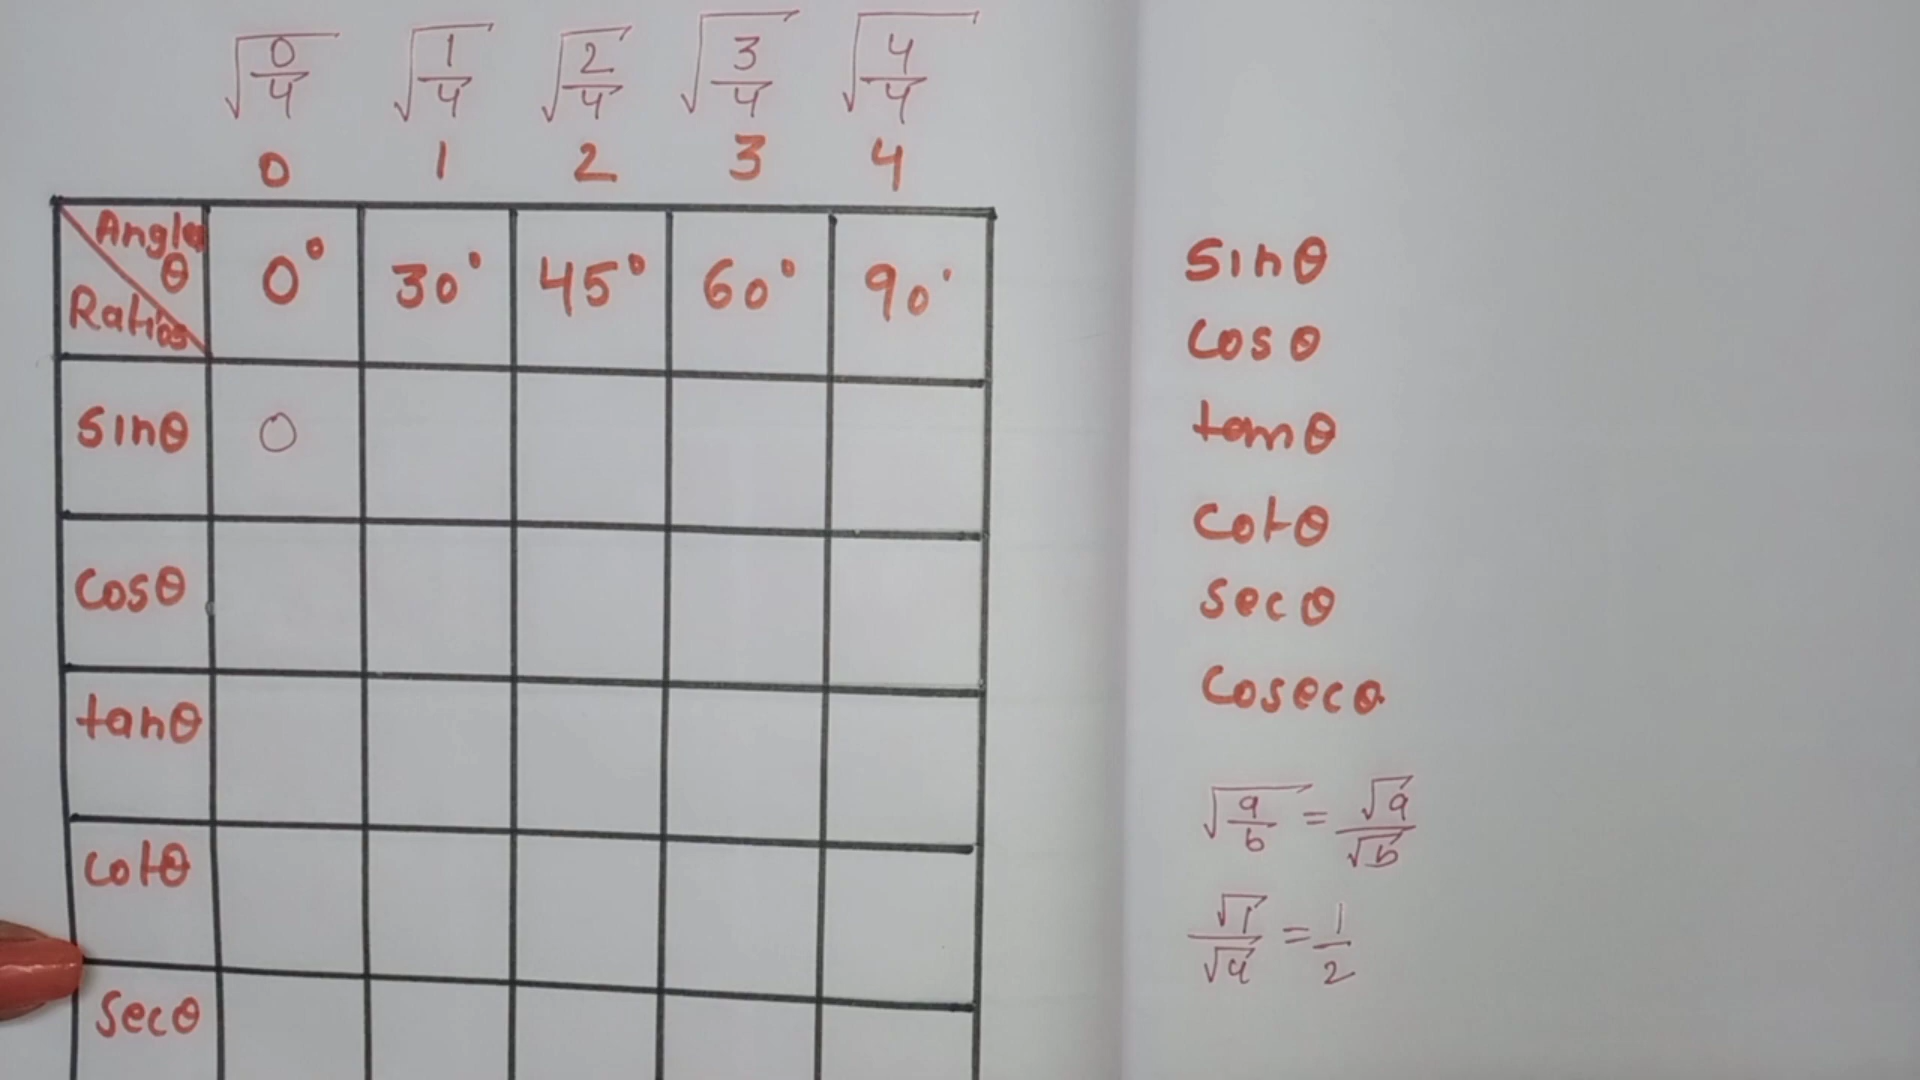 √0/4 √1/4 √2/4 √3/4 √4/4
0 1 2 3 4
Angle θ
Ratios
0° 30° 45° 60° 90°
sinθ 0
cosθ
tanθ
cotθ
secθ
sinθ
cosθ
tanθ
cotθ
secθ
cosecθ
√a/b = √a/√b
√1/√4 = 1/2